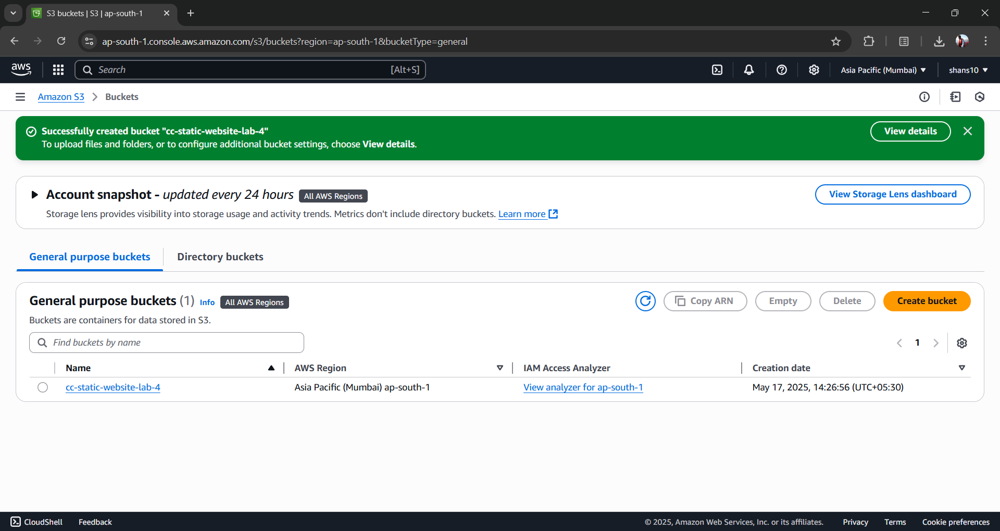 S3 buckets | S3 | ap-south-1
ap-south-1.console.aws.amazon.com/s3/buckets?region=ap-south-1&bucketType=general
aws
Search
[Alt+S]
Asia Pacific (Mumbai)
shans10
Amazon S3
Buckets
Successfully created bucket "cc-static-website-lab-4"
To upload files and folders, or to configure additional bucket settings, choose View details.
View details
Account snapshot - updated every 24 hours
All AWS Regions
View Storage Lens dashboard
Storage lens provides visibility into storage usage and activity trends. Metrics don't include directory buckets. Learn more
General purpose buckets
Directory buckets
General purpose buckets (1)
Info
All AWS Regions
Copy ARN
Empty
Delete
Create bucket
Buckets are containers for data stored in S3.
Find buckets by name
1
Name
AWS Region
IAM Access Analyzer
Creation date
cc-static-website-lab-4
Asia Pacific (Mumbai) ap-south-1
View analyzer for ap-south-1
May 17, 2025, 14:26:56 (UTC+05:30)
CloudShell
Feedback
© 2025, Amazon Web Services, Inc. or its affiliates.
Privacy
Terms
Cookie preferences